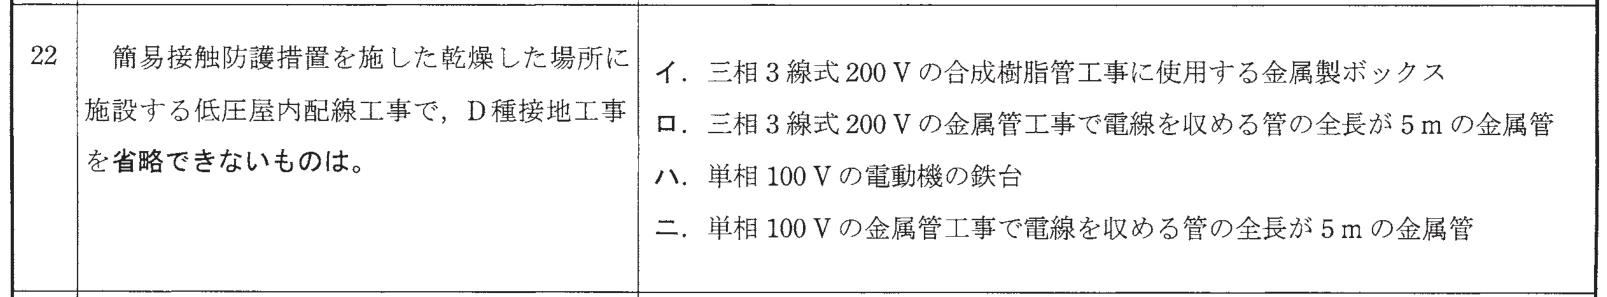 22
簡易接触防護措置を施した乾燥した場所に
施設する低圧屋内配線工事で，D種接地工事
を省略できないものは。
イ．三相3線式200Vの合成樹脂管工事に使用する金属製ボックス
ロ．三相3線式200Vの金属管工事で電線を収める管の全長が5mの金属管
ハ．単相100Vの電動機の鉄台
ニ．単相100Vの金属管工事で電線を収める管の全長が5mの金属管